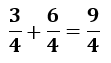 3/4 + 6/4 = 9/4